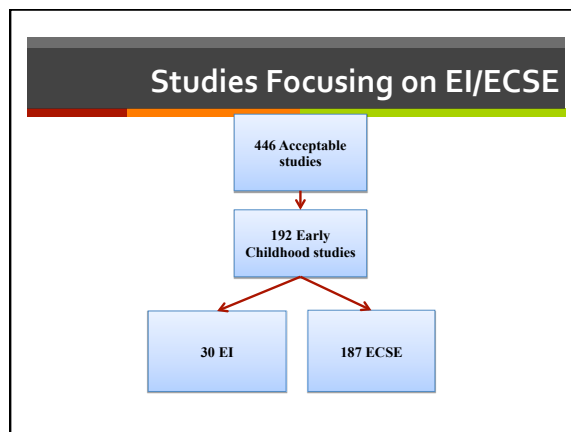 Studies Focusing on EI/ECSE
446 Acceptable
studies
192 Early
Childhood studies
30 EI
187 ECSE